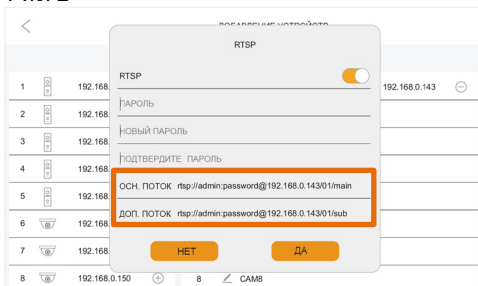 ДОБАВЛЕНИЕ УСТРОЙСТВ
RTSP
RTSP
1 192.168. 192.168.0.143
ПАРОЛЬ
2 192.168.
НОВЫЙ ПАРОЛЬ
3 192.168.
ПОДТВЕРДИТЕ ПАРОЛЬ
4 192.168.
ОСН. ПОТОК rtsp://admin:password@192.168.0.143/01/main
5 192.168.
ДОП. ПОТОК rtsp://admin:password@192.168.0.143/01/sub
6 192.168.
7 192.168.
НЕТ ДА
8 192.168.0.150 8 CAM8